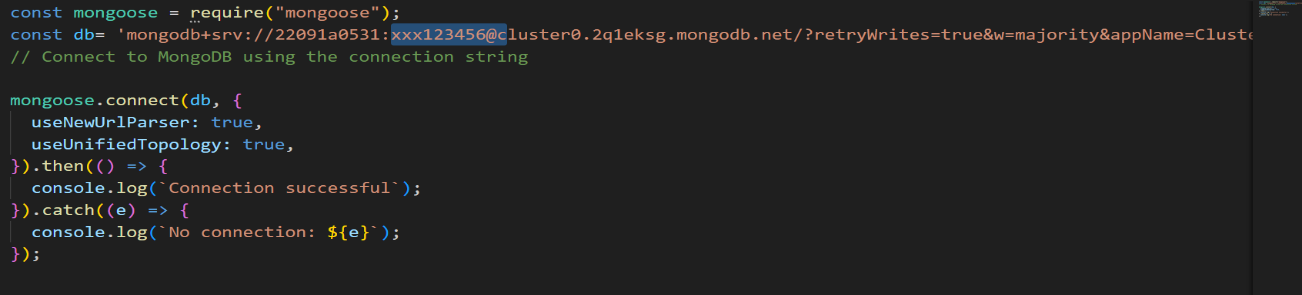 const mongoose = require("mongoose");
const db= 'mongodb+srv://22091a0531:xxx123456@cluster0.2q1eksg.mongodb.net/?retryWrites=true&w=majority&appName=Cluste
// Connect to MongoDB using the connection string
mongoose.connect(db, {
  useNewUrlParser: true,
  useUnifiedTopology: true,
}).then(() => {
  console.log(`Connection successful`);
}).catch((e) => {
  console.log(`No connection: ${e}`);
});